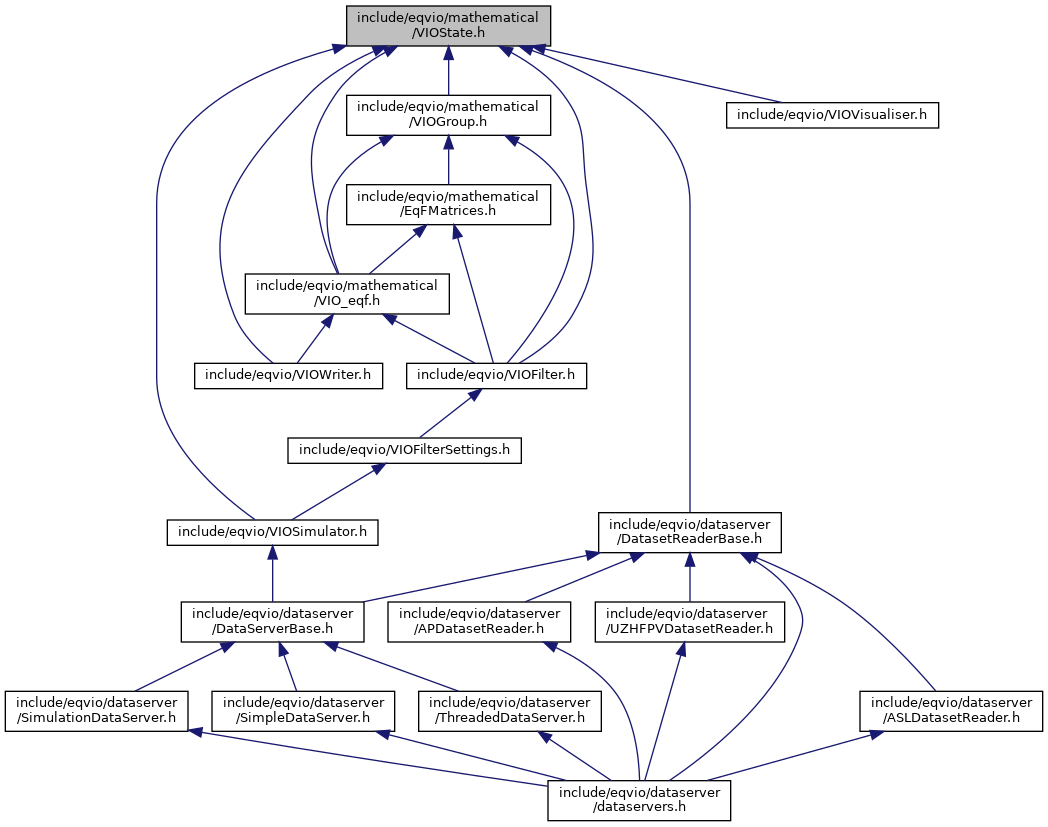 include/eqvio/mathematical
/VIOState.h
include/eqvio/mathematical
/VIOGroup.h
include/eqvio/VIOVisualiser.h
include/eqvio/mathematical
/EqFMatrices.h
include/eqvio/mathematical
/VIO_eqf.h
include/eqvio/VIOWriter.h
include/eqvio/VIOFilter.h
include/eqvio/VIOFilterSettings.h
include/eqvio/VIOSimulator.h
include/eqvio/dataserver
/DatasetReaderBase.h
include/eqvio/dataserver
/DataServerBase.h
include/eqvio/dataserver
/APDatasetReader.h
include/eqvio/dataserver
/UZHFPVDatasetReader.h
include/eqvio/dataserver
/SimulationDataServer.h
include/eqvio/dataserver
/SimpleDataServer.h
include/eqvio/dataserver
/ThreadedDataServer.h
include/eqvio/dataserver
/ASLDatasetReader.h
include/eqvio/dataserver
/dataservers.h